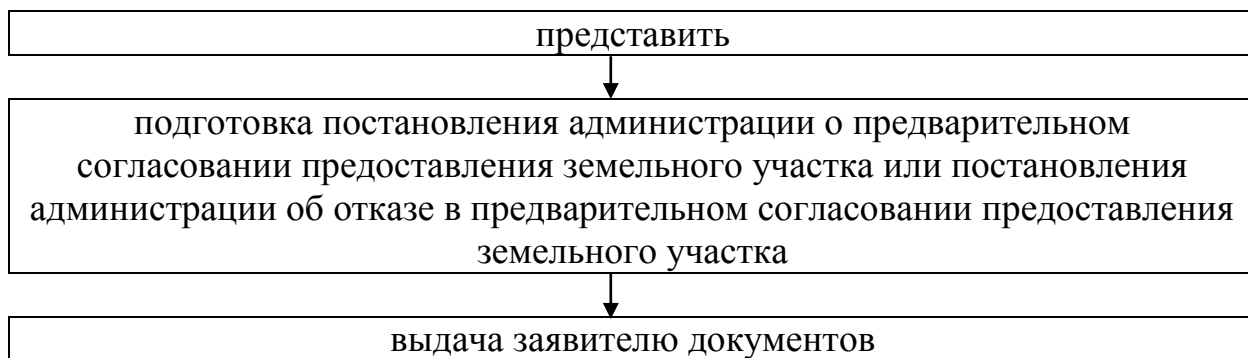 представить
подготовка постановления администрации о предварительном
согласовании предоставления земельного участка или постановления
администрации об отказе в предварительном согласовании предоставления
земельного участка
выдача заявителю документов